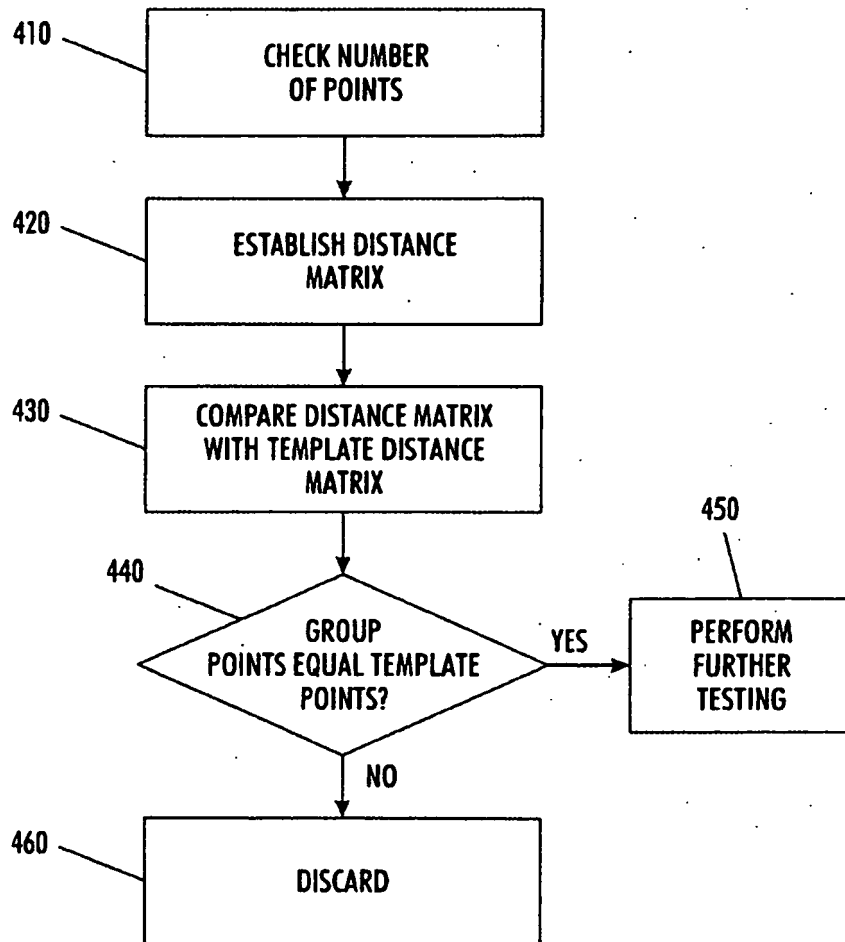 410
CHECK NUMBER
OF POINTS
420
ESTABLISH DISTANCE
MATRIX
430
COMPARE DISTANCE MATRIX
WITH TEMPLATE DISTANCE
MATRIX
440
GROUP
POINTS EQUAL TEMPLATE
POINTS?
YES
450
PERFORM
FURTHER
TESTING
NO
460
DISCARD